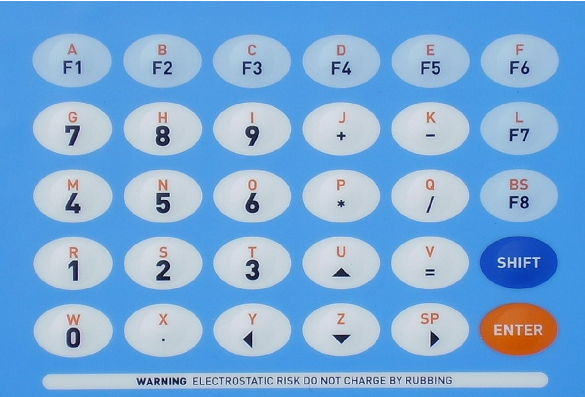 A B C D E F
F1 F2 F3 F4 F5 F6
G H I J K L
7 8 9 + - F7
M N O P Q BS
4 5 6 * / F8
R S T U V
1 2 3 ▲ = SHIFT
W X Y Z SP
0 . ◀ ▼ ▶ ENTER
WARNING ELECTROSTATIC RISK DO NOT CHARGE BY RUBBING